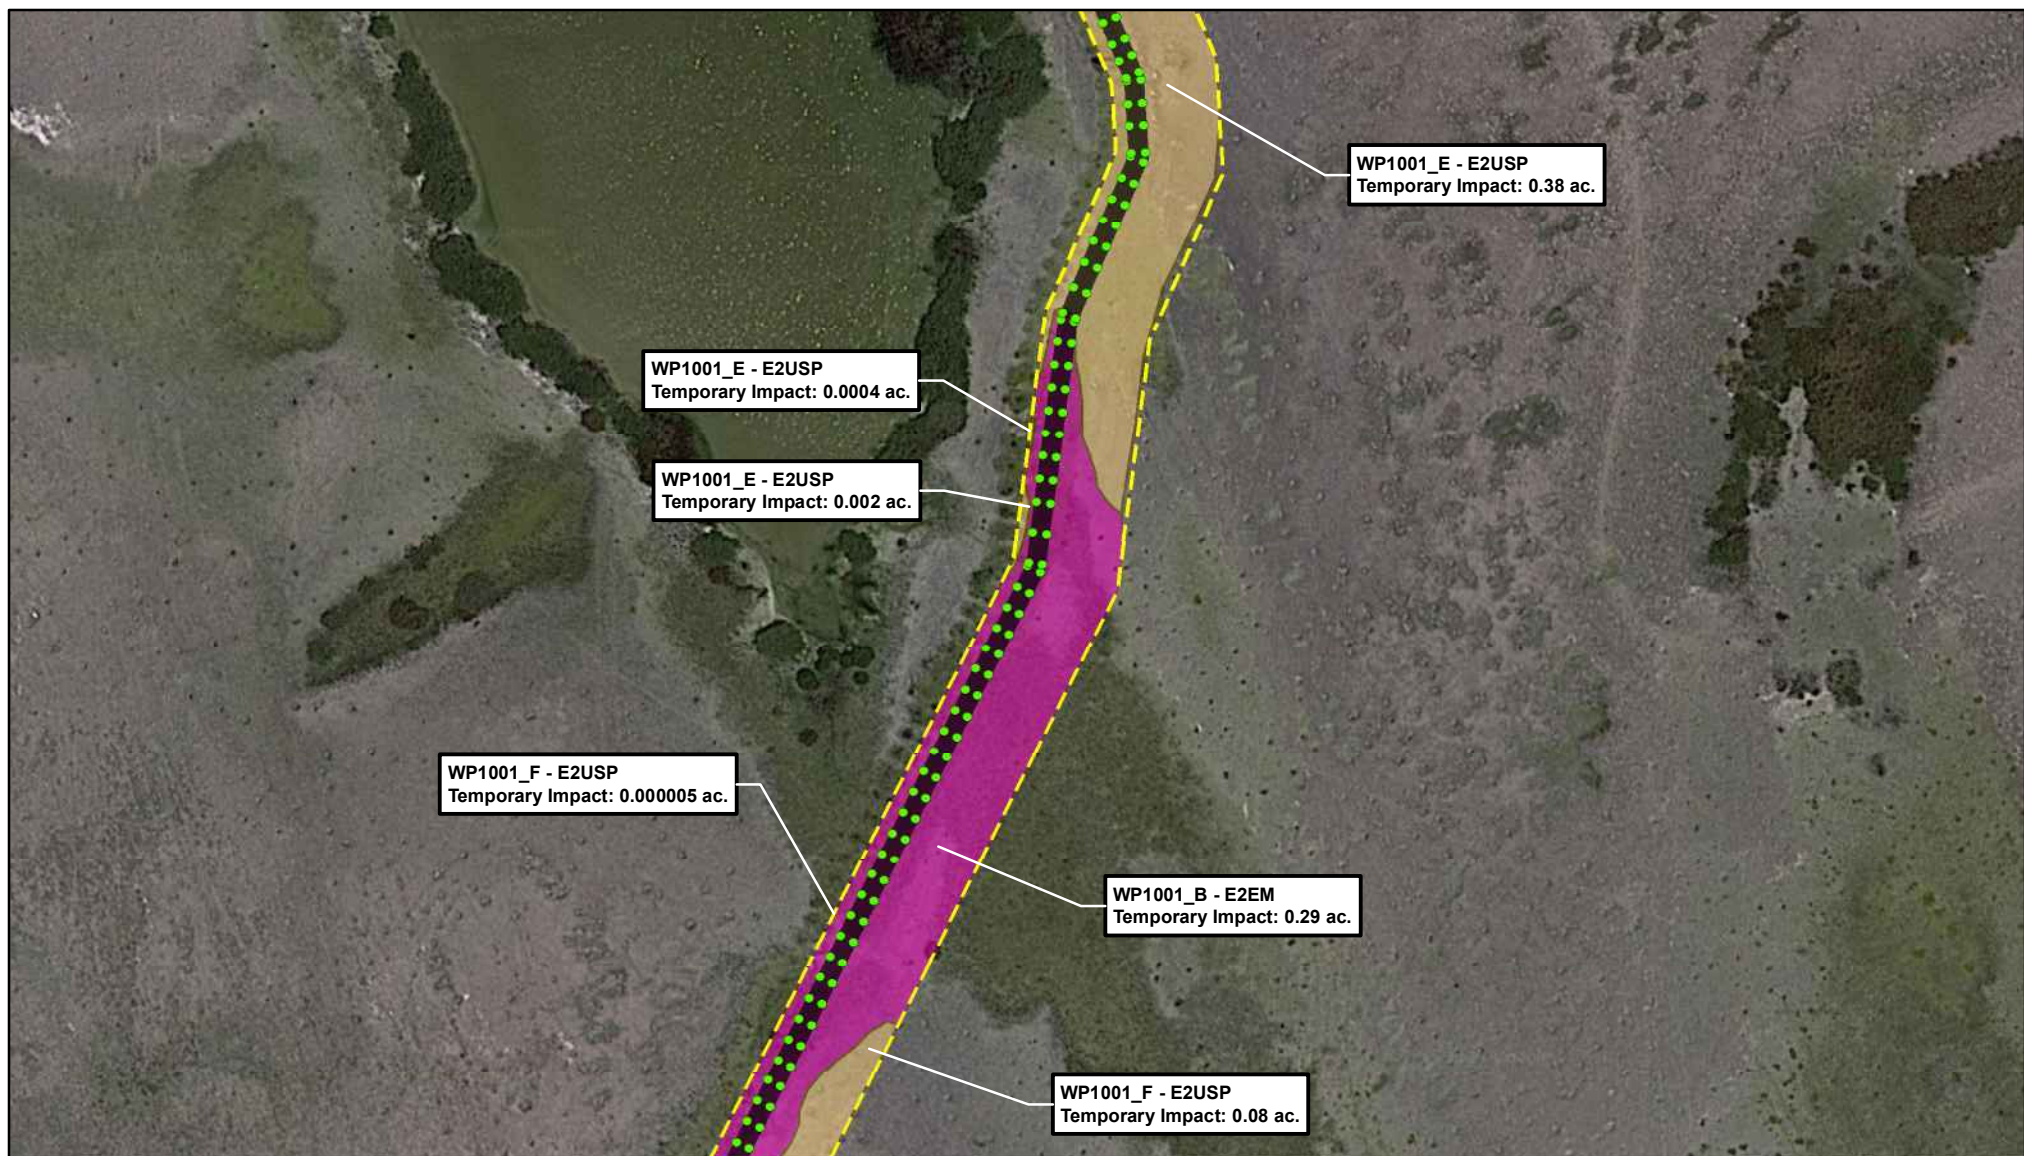 WP1001_E - E2USP
Temporary Impact: 0.38 ac.
WP1001_E - E2USP
Temporary Impact: 0.0004 ac.
WP1001_E - E2USP
Temporary Impact: 0.002 ac.
WP1001_F - E2USP
Temporary Impact: 0.000005 ac.
WP1001_B - E2EM
Temporary Impact: 0.29 ac.
WP1001_F - E2USP
Temporary Impact: 0.08 ac.